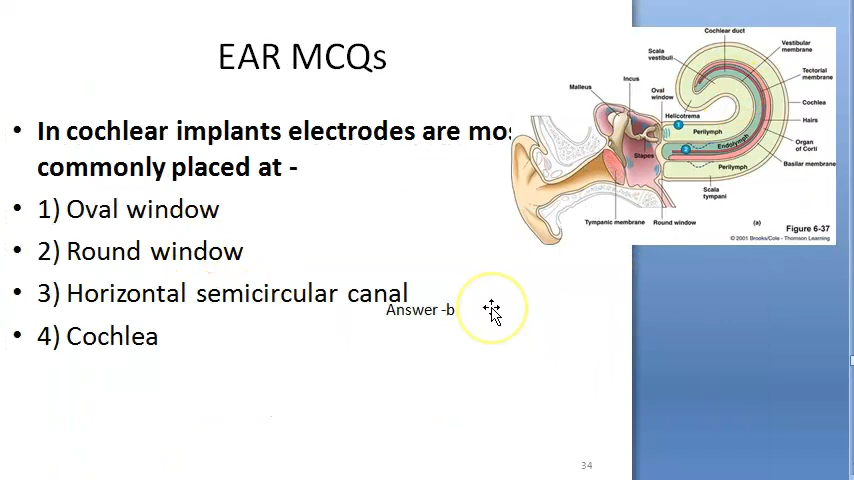 EAR MCQs
• In cochlear implants electrodes are mos
commonly placed at -
• 1) Oval window
• 2) Round window
• 3) Horizontal semicircular canal
Answer -b
• 4) Cochlea
34
Cochlear duct
Scala
vestibuli
Vestibular
membrane
Tectorial
membrane
Incus
Malleus
Oval
window
Helicotrema
Cochlea
1
Perilymph
Hairs
Stapes
2
Endolymph
Organ
of Corti
Perilymph
Basilar membrane
Scala
tympani
Tympanic membrane
Round window
(a)
Figure 6-37
© 2001 Brooks/Cole - Thomson Learning